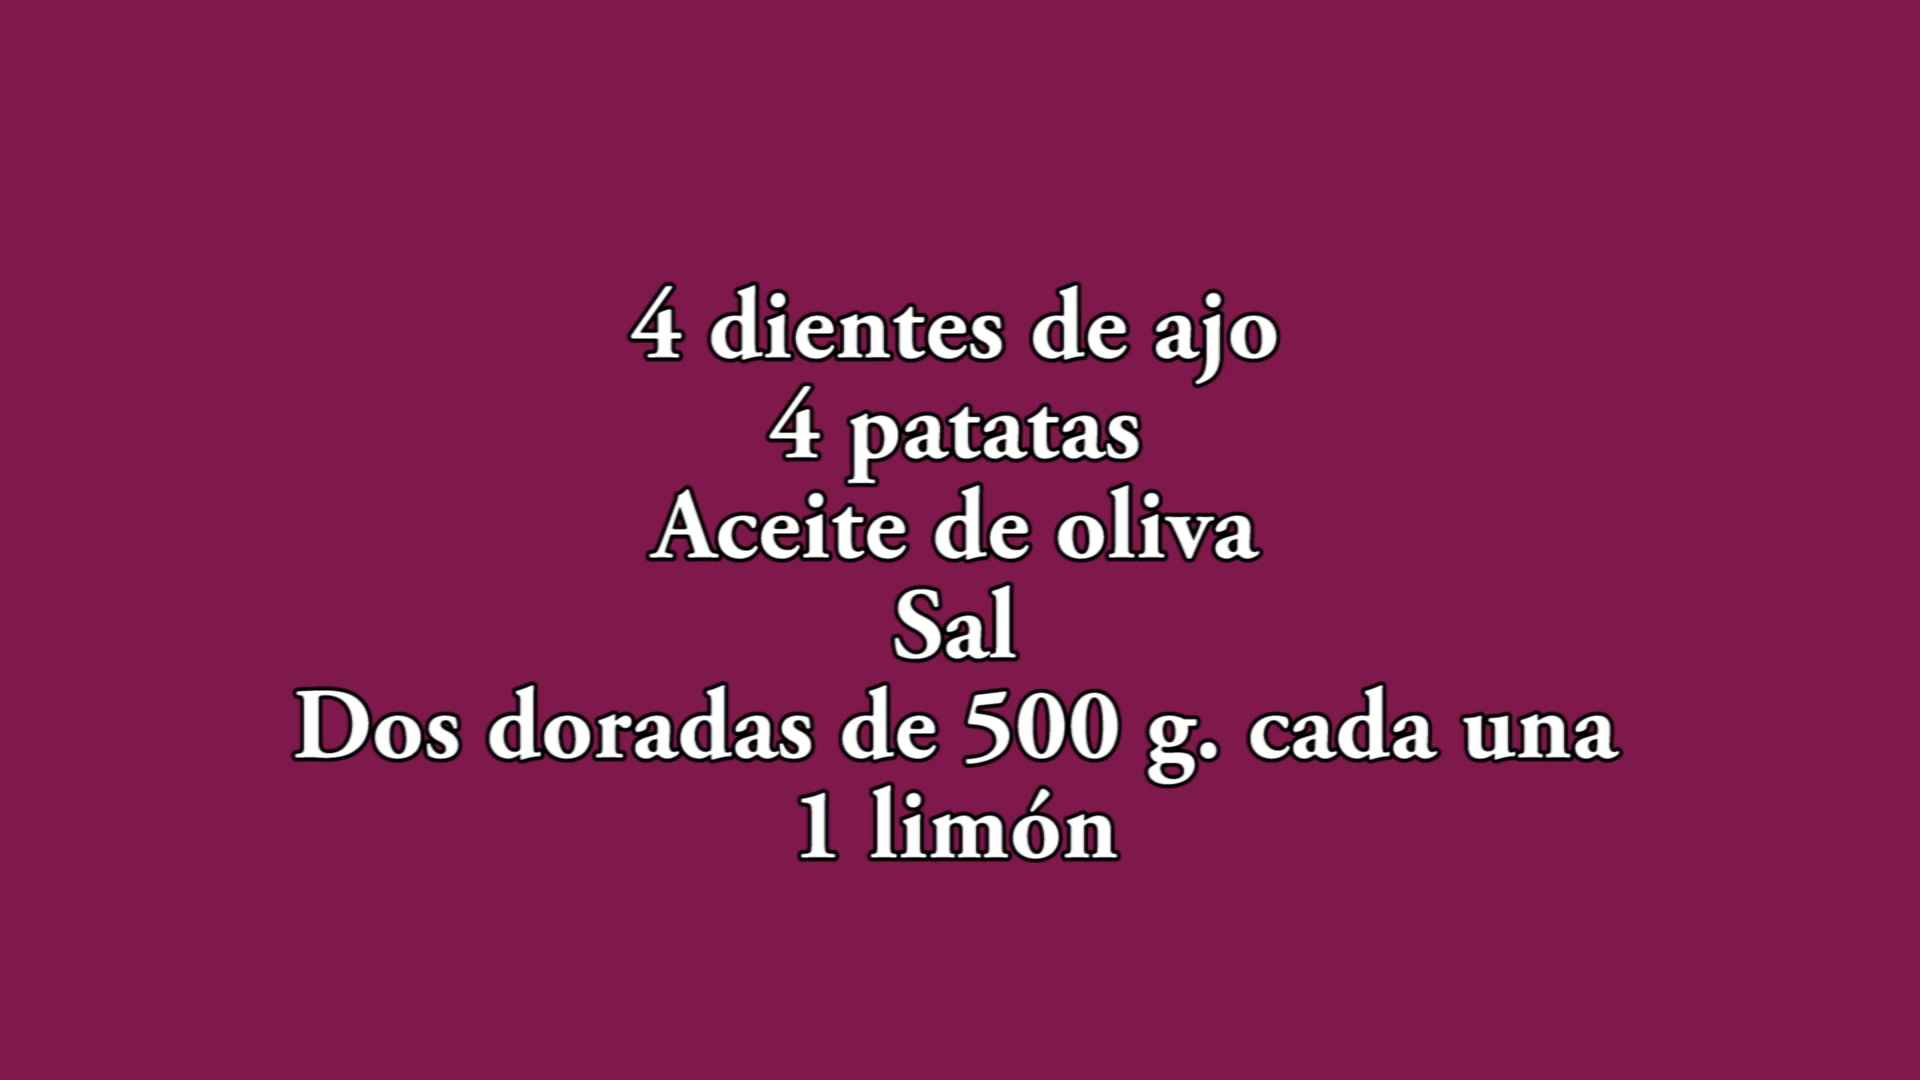 4 dientes de ajo
4 patatas
Aceite de oliva
Sal
Dos doradas de 500 g. cada una
1 limón